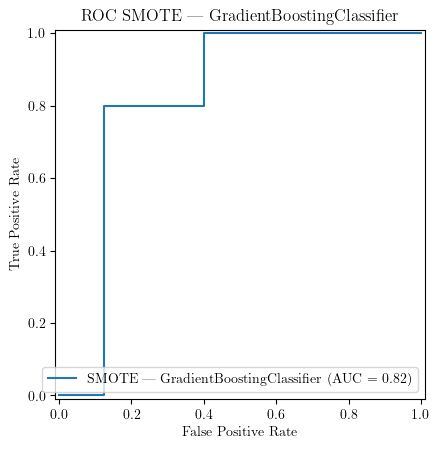 ROC SMOTE — GradientBoostingClassifier
1.0
0.8
0.6
0.4
0.2
0.0
True Positive Rate
SMOTE — GradientBoostingClassifier (AUC = 0.82)
0.0 0.2 0.4 0.6 0.8 1.0
False Positive Rate